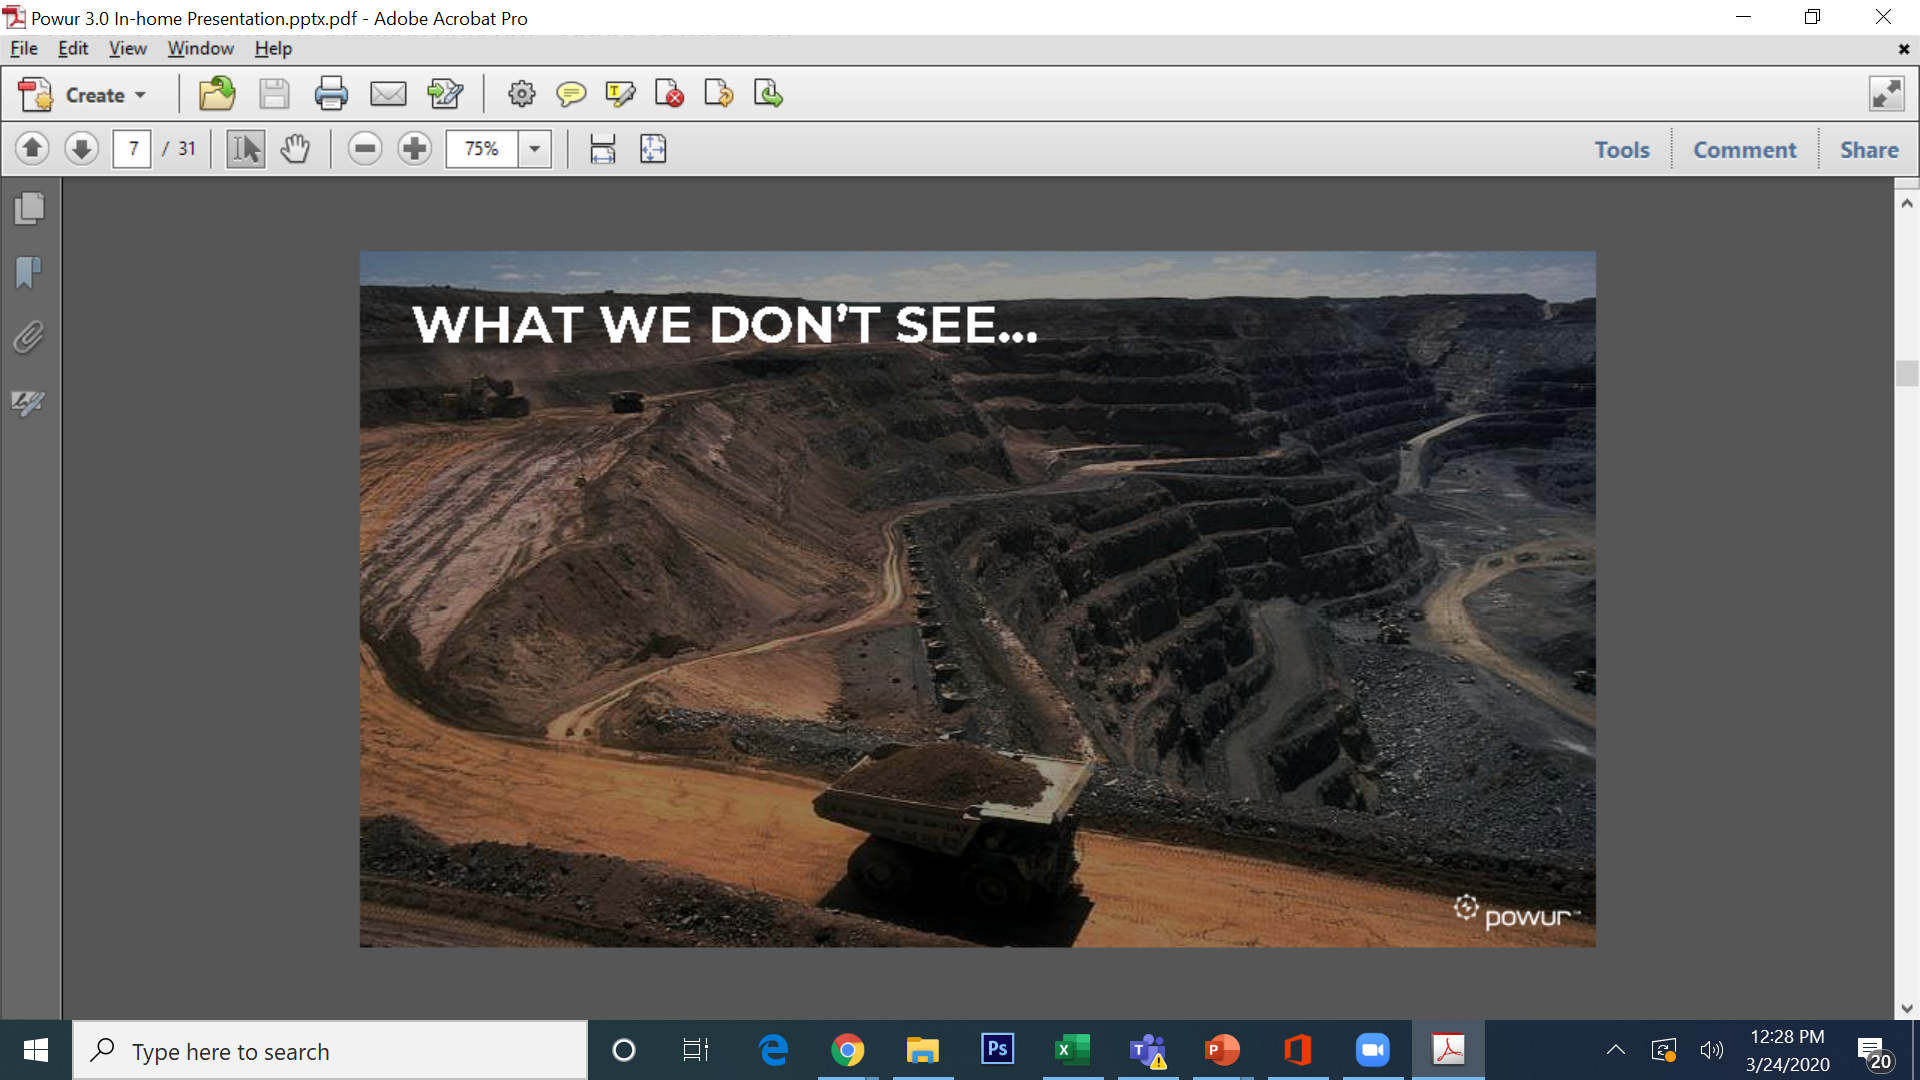 Powur 3.0 In-home Presentation.pptx.pdf - Adobe Acrobat Pro
File Edit View Window Help
Create
7 / 31 75% Tools Comment Share
WHAT WE DON'T SEE...
powur™
Type here to search
Ps
12:28 PM
3/24/2020
20